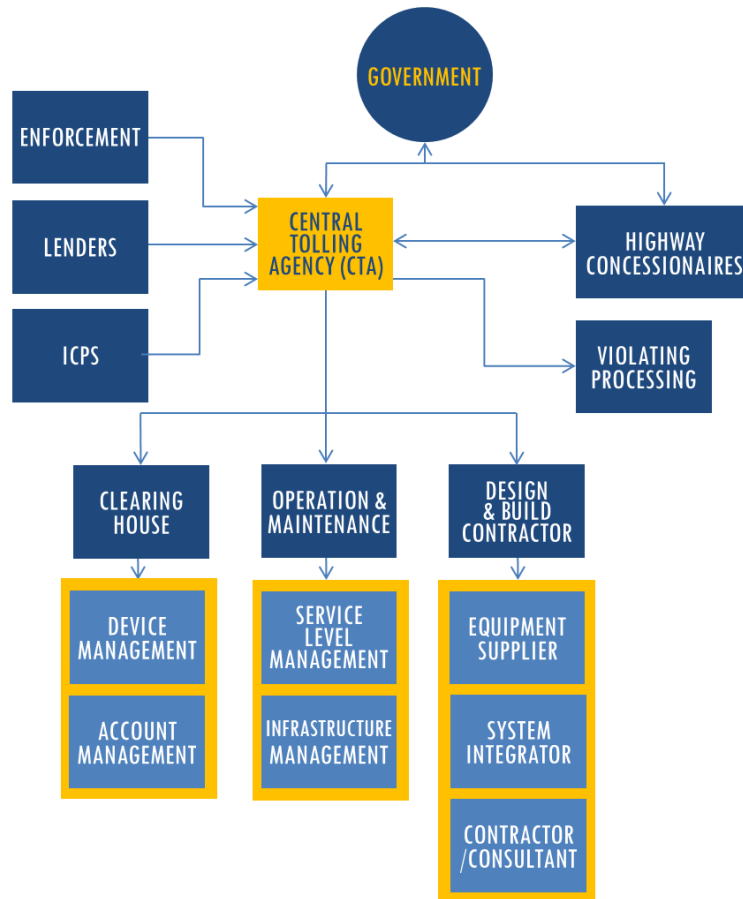 GOVERNMENT
ENFORCEMENT
CENTRAL
TOLLING
AGENCY (CTA)
LENDERS
HIGHWAY
CONCESSIONAIRES
ICPS
VIOLATING
PROCESSING
CLEARING
HOUSE
OPERATION &
MAINTENANCE
DESIGN
& BUILD
CONTRACTOR
DEVICE
MANAGEMENT
ACCOUNT
MANAGEMENT
SERVICE
LEVEL
MANAGEMENT
INFRASTRUCTURE
MANAGEMENT
EQUIPMENT
SUPPLIER
SYSTEM
INTEGRATOR
CONTRACTOR
/CONSULTANT